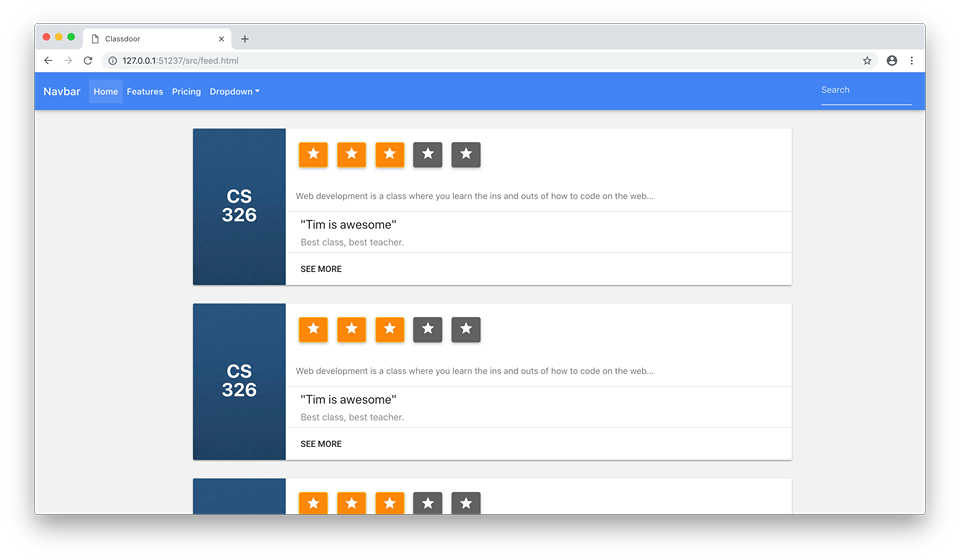 Classdoor
127.0.0.1:51237/src/feed.html
Navbar Home Features Pricing Dropdown Search
CS
326
Web development is a class where you learn the ins and outs of how to code on the web...
"Tim is awesome"
Best class, best teacher.
SEE MORE
CS
326
Web development is a class where you learn the ins and outs of how to code on the web...
"Tim is awesome"
Best class, best teacher.
SEE MORE